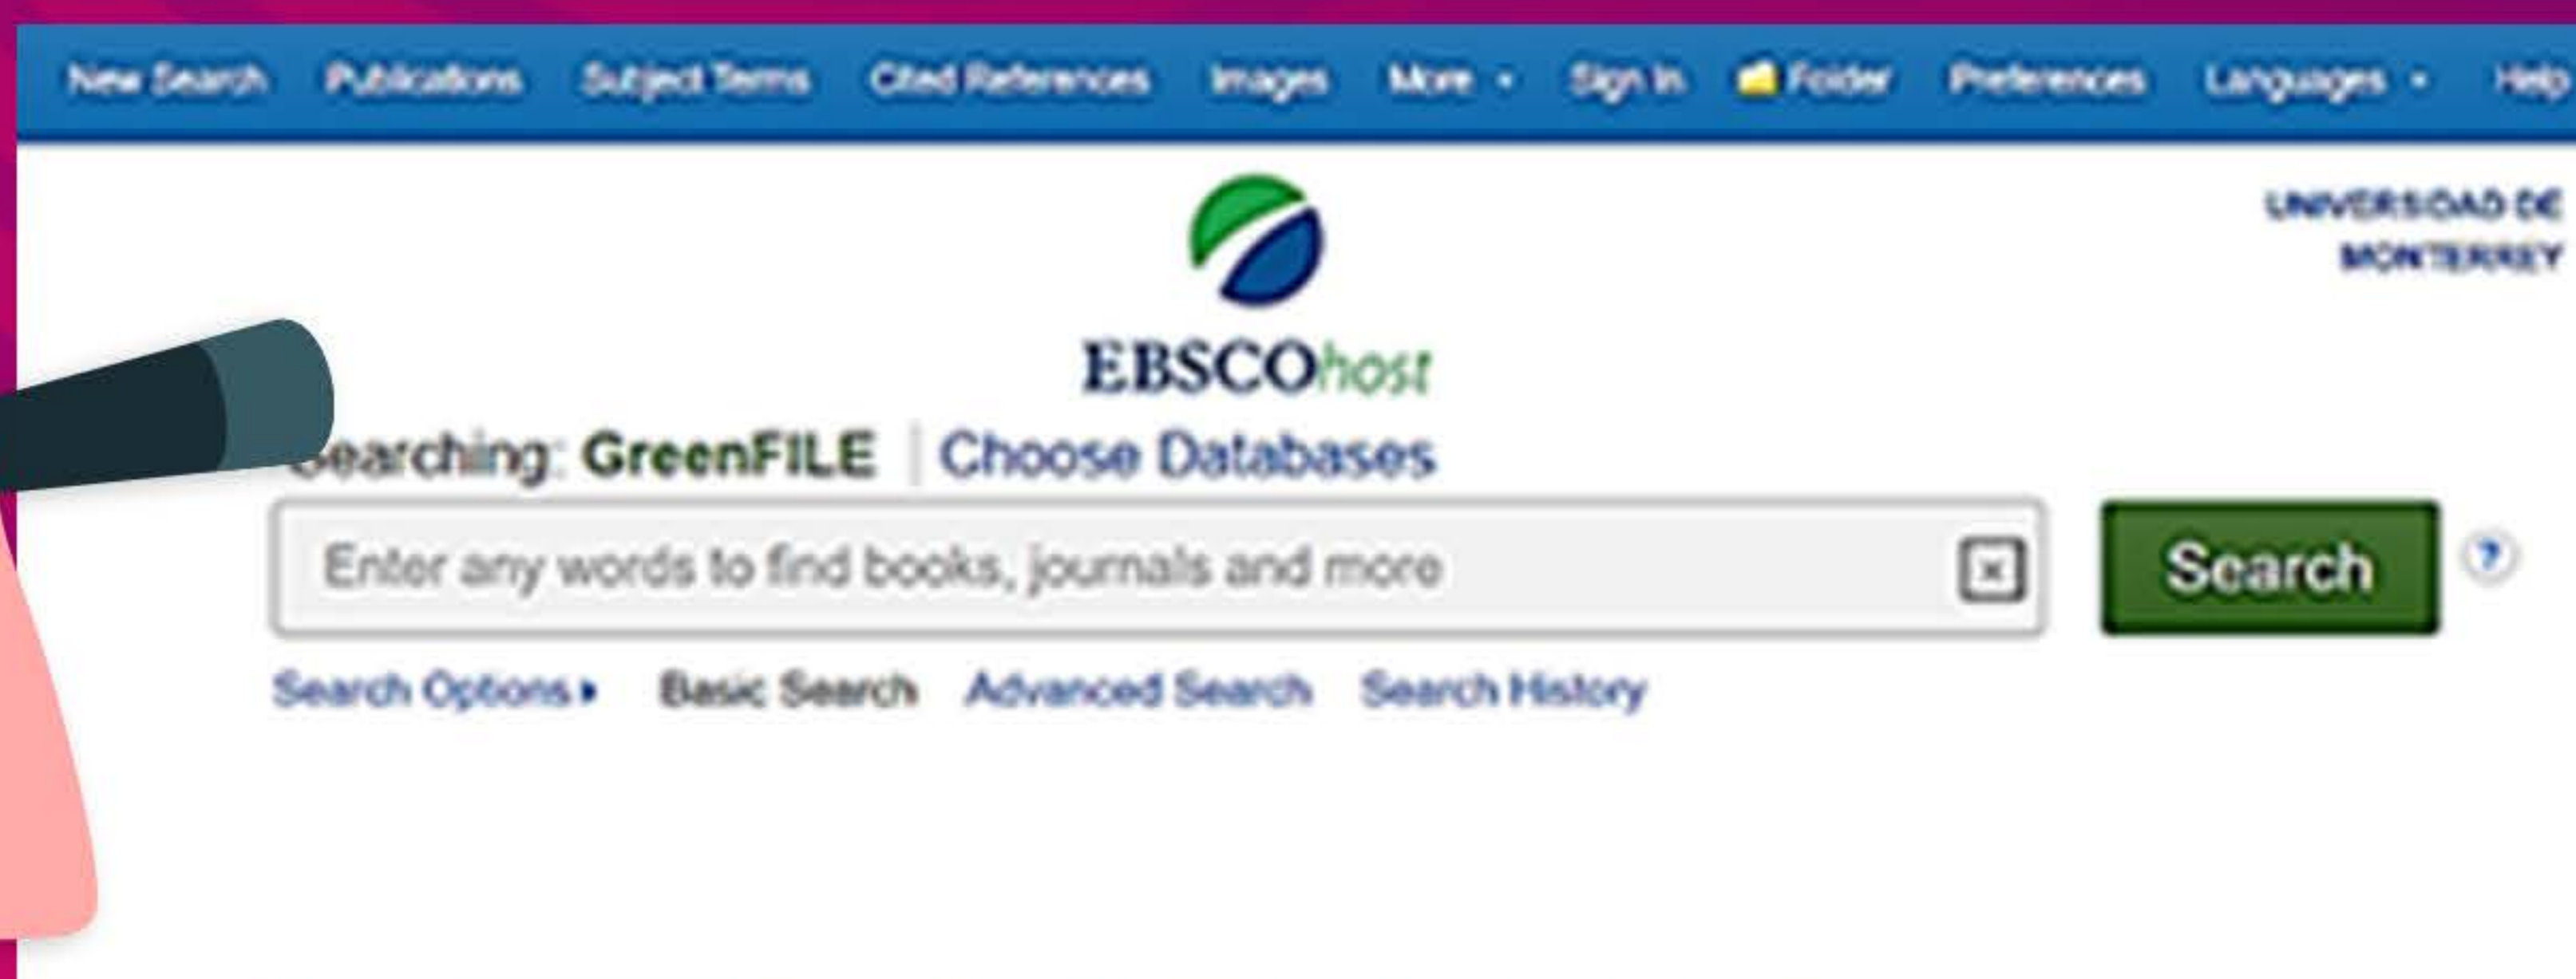 New Search Publications Subject Terms Cited References Images More Sign In Folder Preferences Languages Help
UNIVERSIDAD DE
MONTERREY
EBSCOhost
Searching: GreenFILE | Choose Databases
Enter any words to find books, journals and more
Search ?
Search Options Basic Search Advanced Search Search History